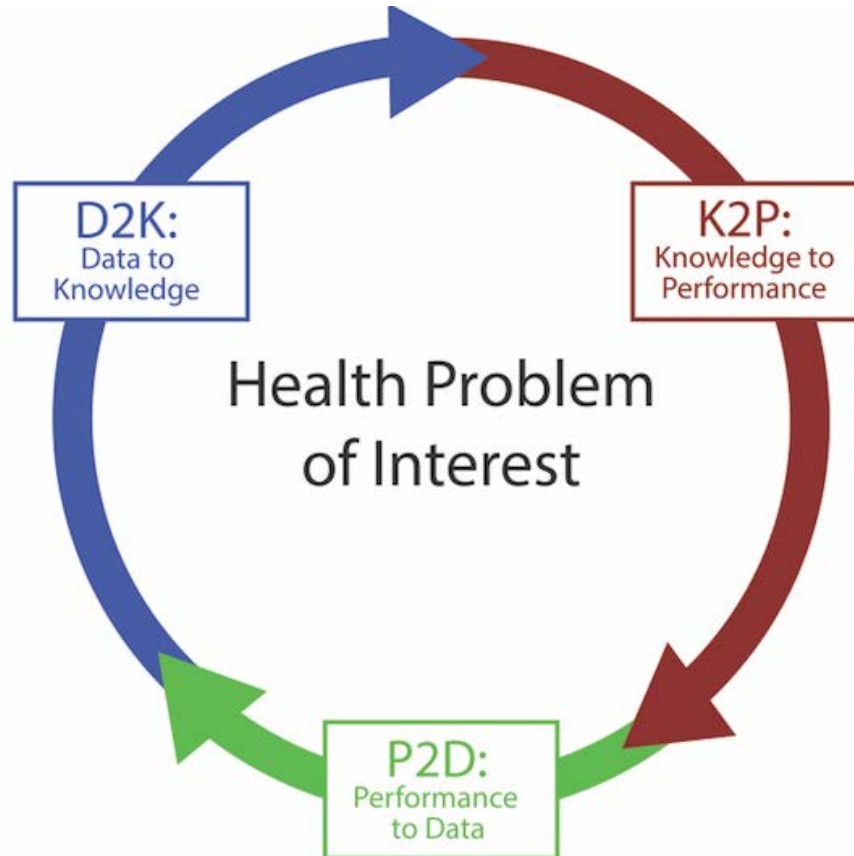 D2K:
Data to
Knowledge
K2P:
Knowledge to
Performance
Health Problem
of Interest
P2D:
Performance
to Data